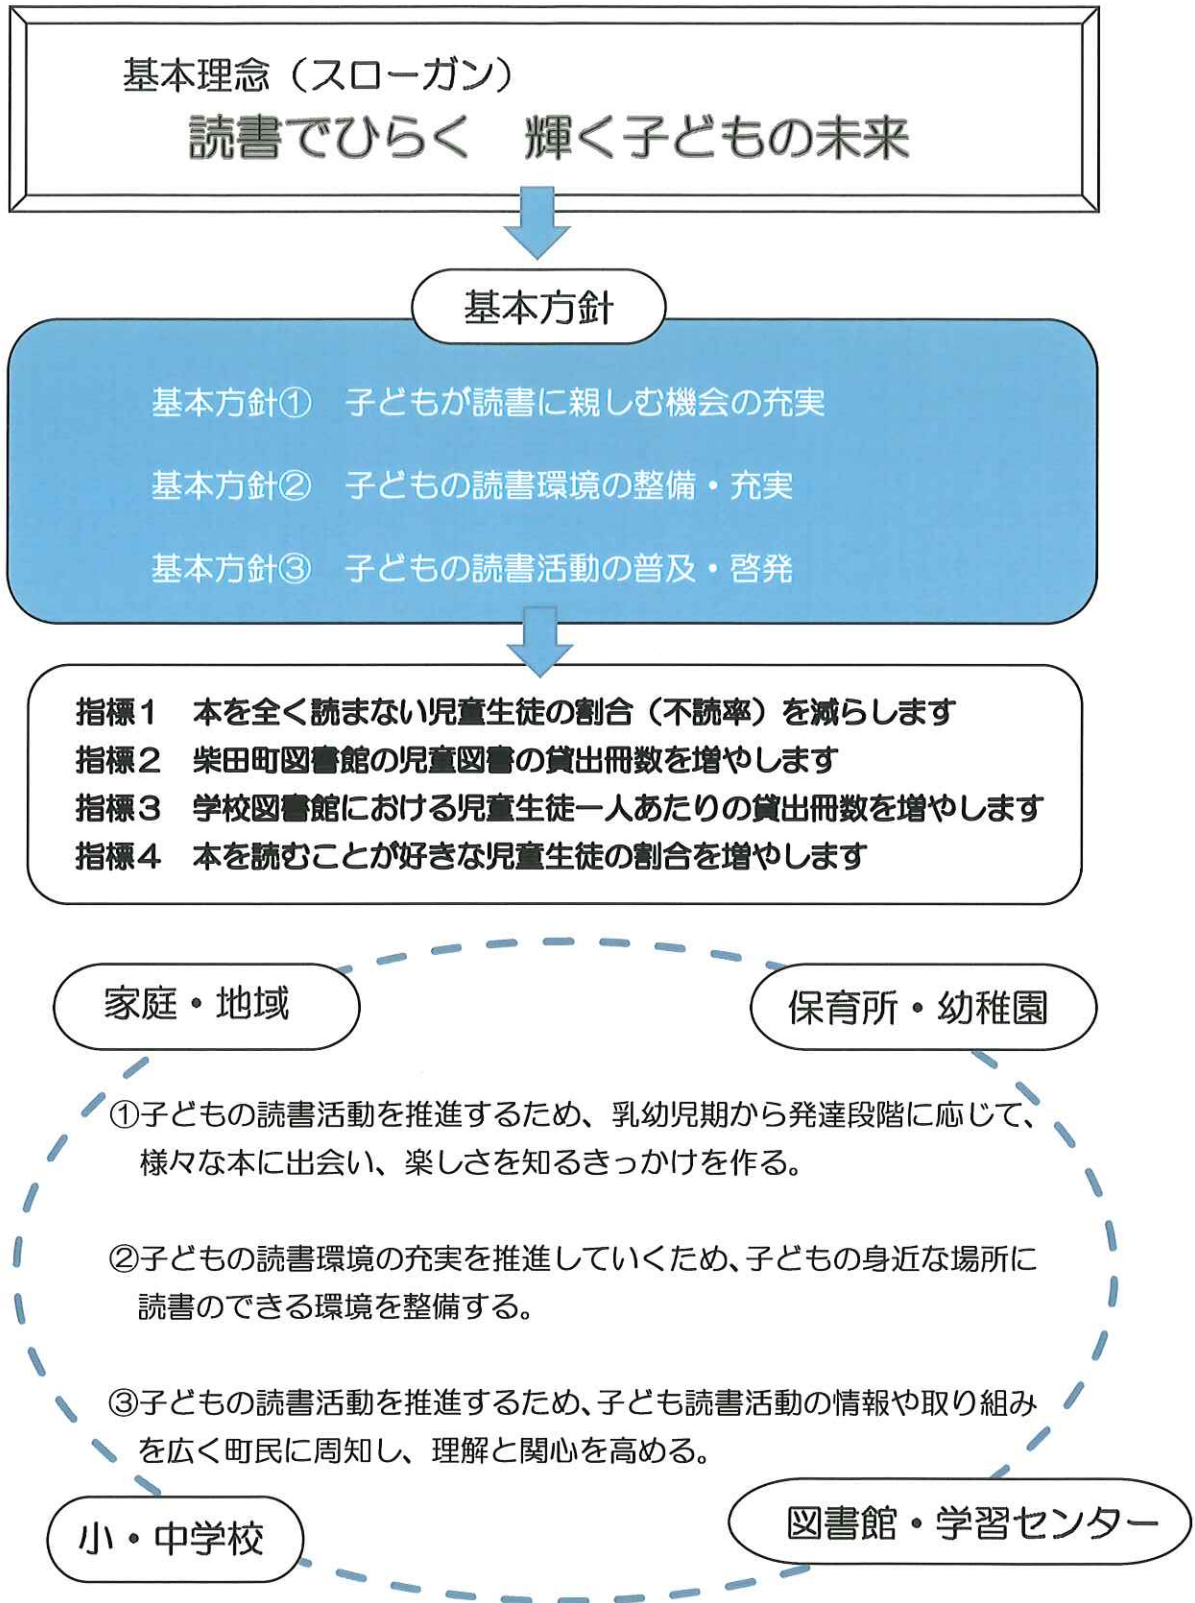 基本理念（スローガン）
読書でひらく　輝く子どもの未来
基本方針
基本方針①　子どもが読書に親しむ機会の充実
基本方針②　子どもの読書環境の整備・充実
基本方針③　子どもの読書活動の普及・啓発
指標１　本を全く読まない児童生徒の割合（不読率）を減らします
指標２　柴田町図書館の児童図書の貸出冊数を増やします
指標３　学校図書館における児童生徒一人あたりの貸出冊数を増やします
指標４　本を読むことが好きな児童生徒の割合を増やします
家庭・地域
保育所・幼稚園
①子どもの読書活動を推進するため、乳幼児期から発達段階に応じて、
様々な本に出会い、楽しさを知るきっかけを作る。
②子どもの読書環境の充実を推進していくため、子どもの身近な場所に
読書のできる環境を整備する。
③子どもの読書活動を推進するため、子ども読書活動の情報や取り組み
を広く町民に周知し、理解と関心を高める。
小・中学校
図書館・学習センター